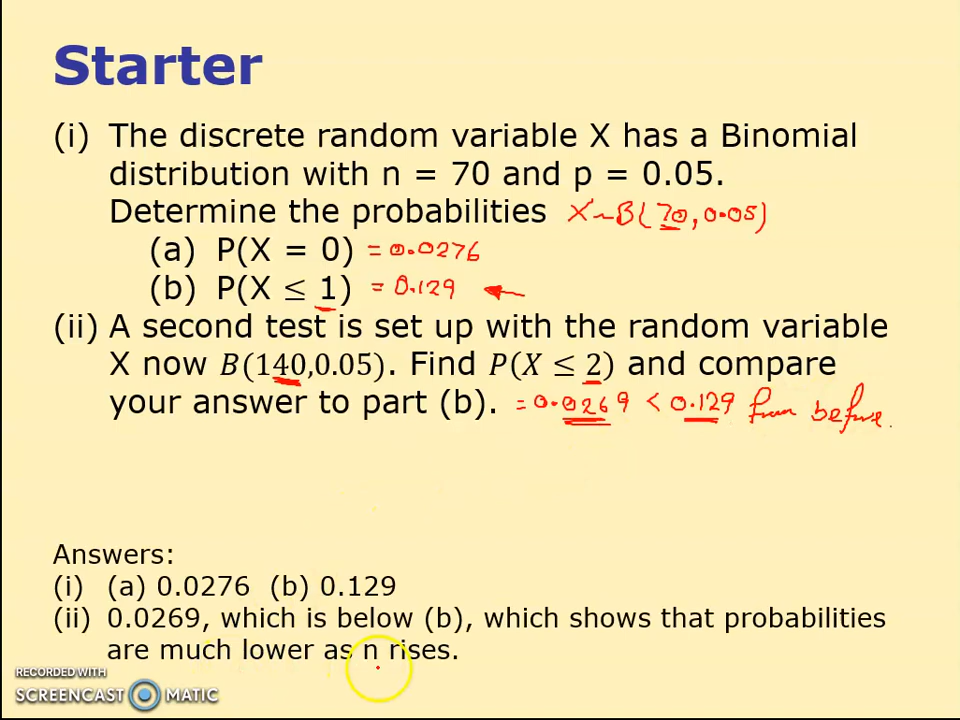 Starter
(i) The discrete random variable X has a Binomial
distribution with n = 70 and p = 0.05.
Determine the probabilities X~B(70,0.05)
(a) P(X = 0) = 0.0276
(b) P(X ≤ 1) = 0.129
(ii) A second test is set up with the random variable
X now B(140,0.05). Find P(X ≤ 2) and compare
your answer to part (b). = 0.0269 < 0.129 from before.
Answers:
(i) (a) 0.0276 (b) 0.129
(ii) 0.0269, which is below (b), which shows that probabilities
are much lower as n rises.
RECORDED WITH
SCREENCAST MATIC